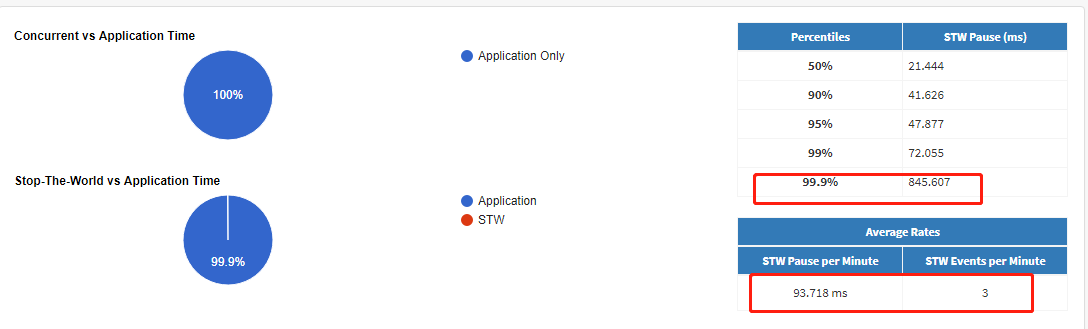 Concurrent vs Application Time
100%
Application Only
Stop-The-World vs Application Time
99.9%
Application
STW
Percentiles STW Pause (ms)
50% 21.444
90% 41.626
95% 47.877
99% 72.055
99.9% 845.607
Average Rates
STW Pause per Minute STW Events per Minute
93.718 ms 3